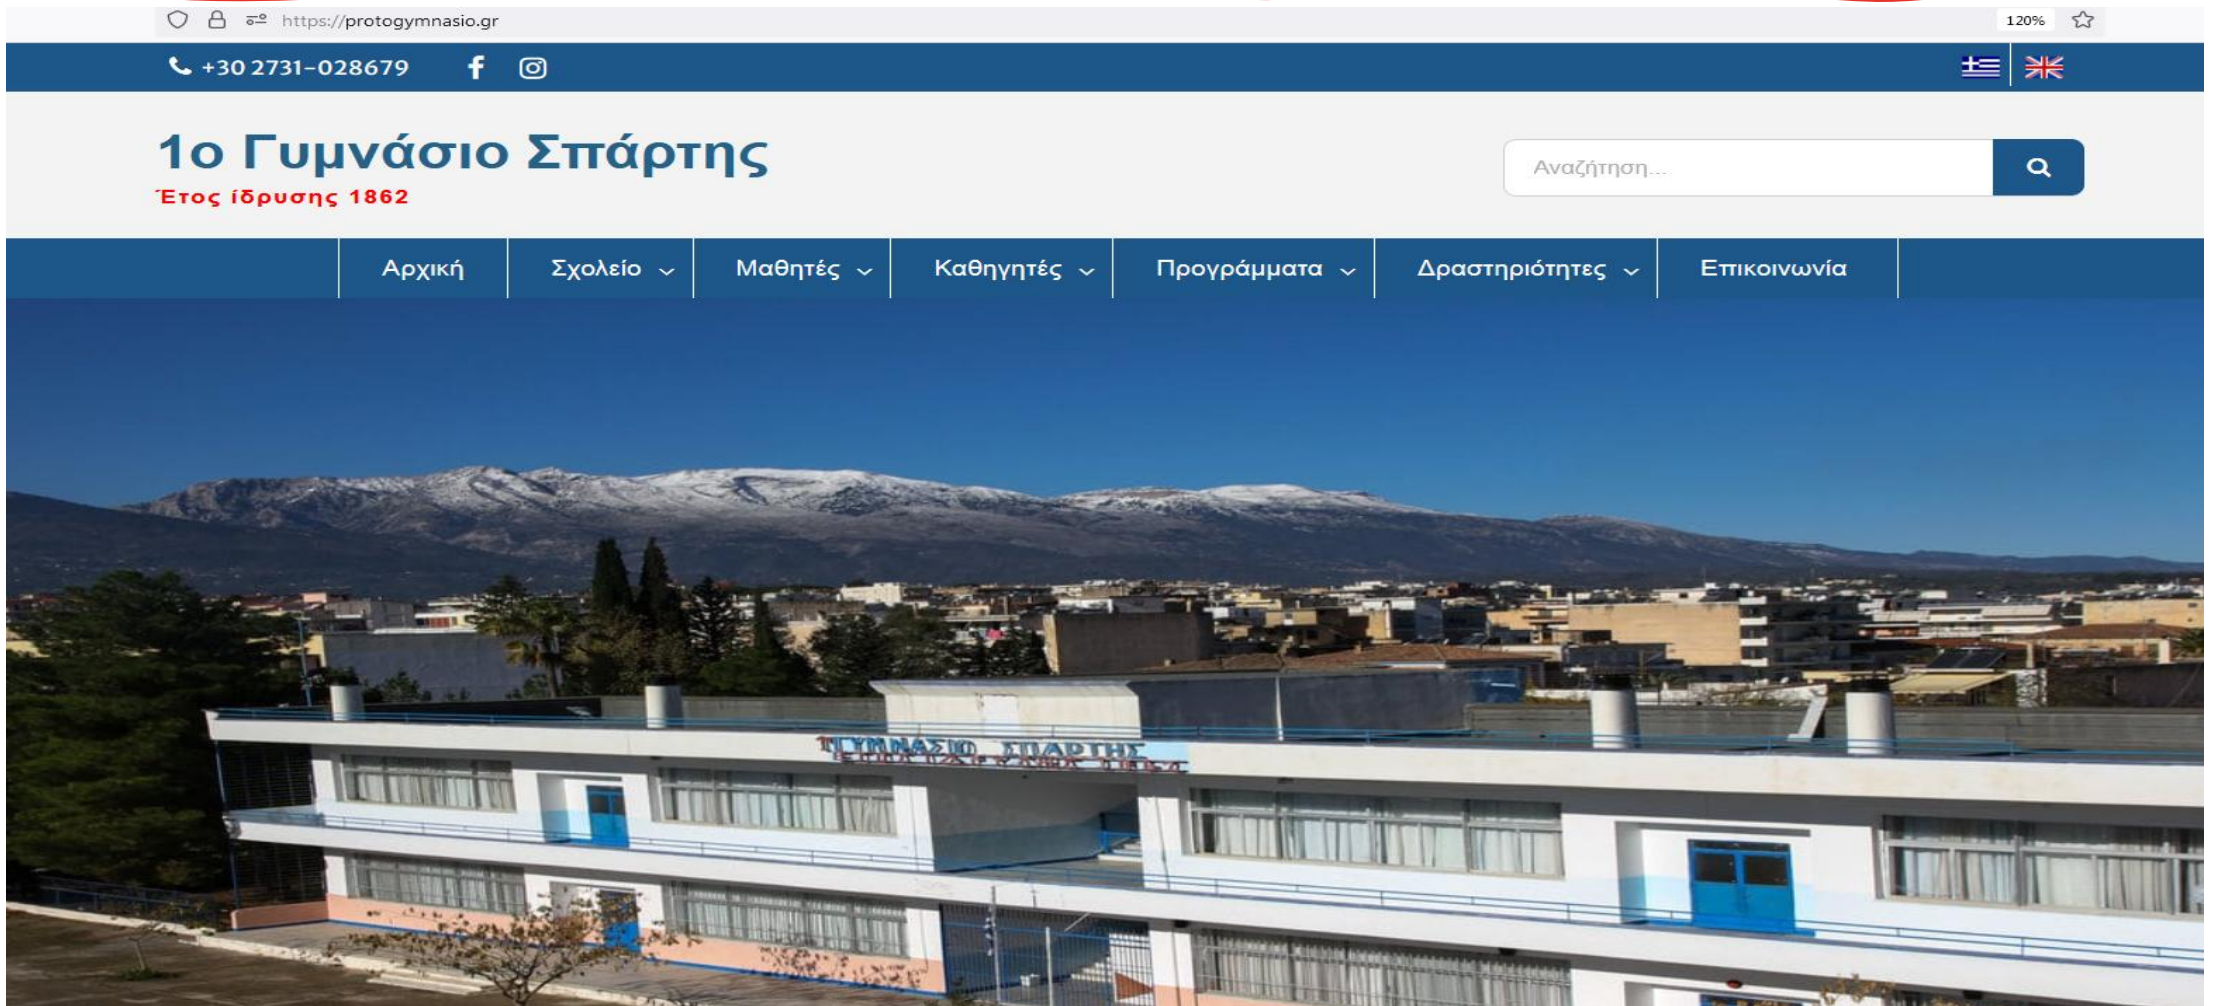 https://protogymnasio.gr
120%
+30 2731-028679
1ο Γυμνάσιο Σπάρτης
Έτος ίδρυσης 1862
Αναζήτηση...
Αρχική Σχολείο Μαθητές Καθηγητές Προγράμματα Δραστηριότητες Επικοινωνία
ΓΥΜΝΑΣΙΟ ΣΠΑΡΤΗΣ